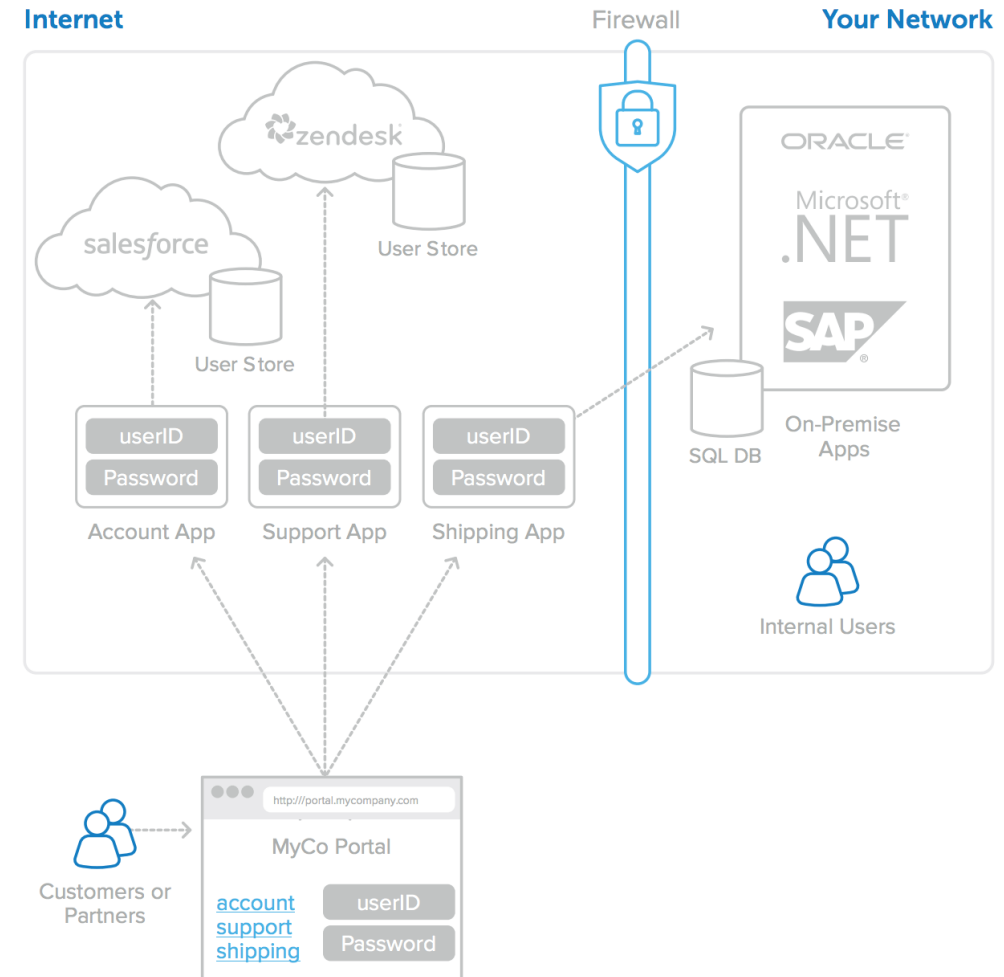 Internet
Firewall
Your Network
zendesk
User Store
salesforce
User Store
ORACLE®
Microsoft®
.NET
SAP®
SQL DB
On-Premise
Apps
userID
Password
Account App
userID
Password
Support App
userID
Password
Shipping App
Internal Users
http:///portal.mycompany.com
MyCo Portal
Customers or
Partners
account
support
shipping
userID
Password